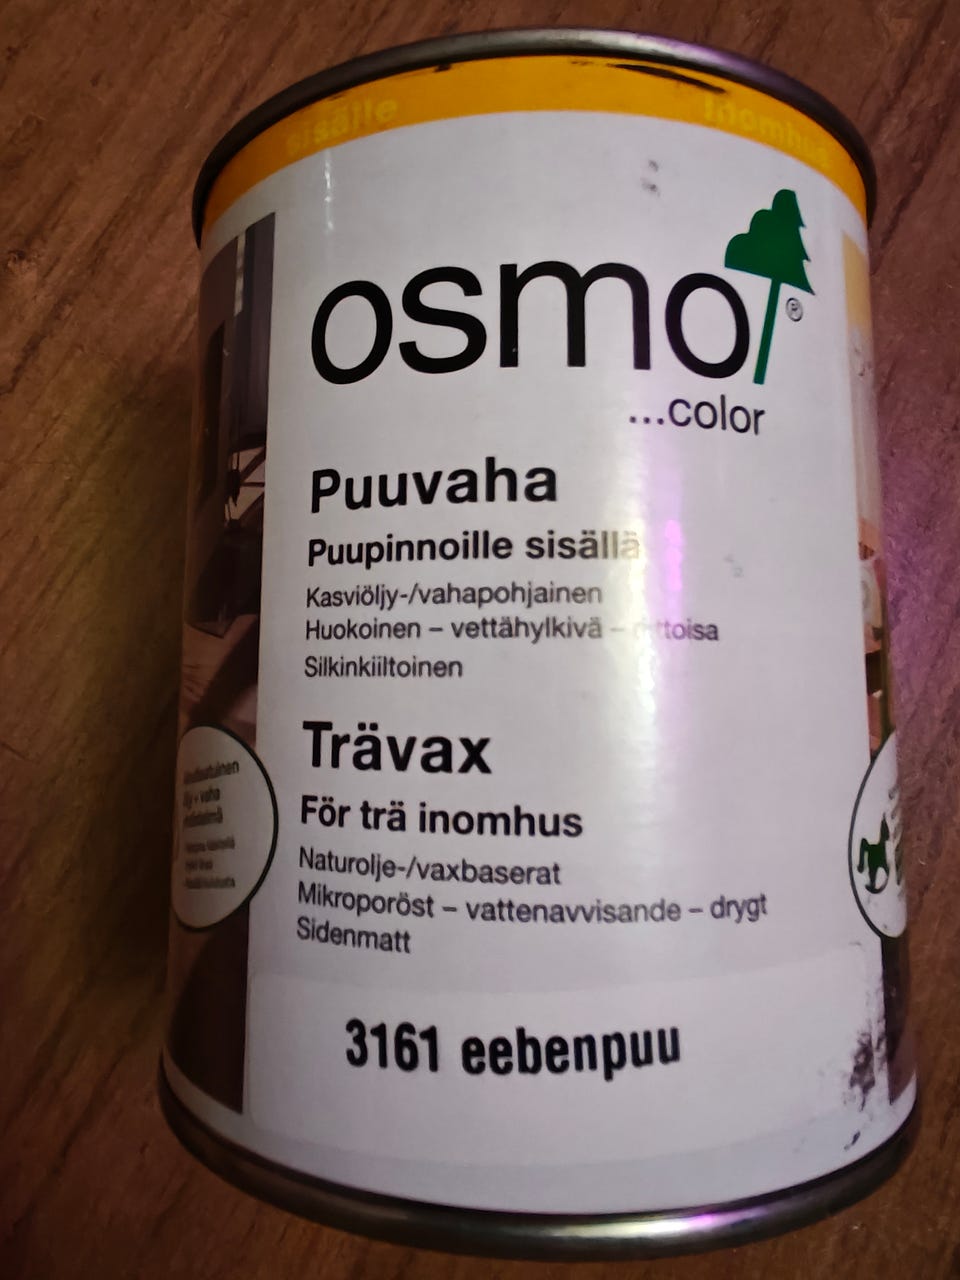 sisälle
Inomhus
osmo®
...color
Puuvaha
Puupinnoille sisällä
Kasviöljy-/vahapohjainen
Huokoinen – vettähylkivä –
Silkinkiiltoinen
Trävax
För trä inomhus
Naturolje-/vaxbaserat
Mikroporöst – vattenavvisande – drygt
Sidenmatt
3161 eebenpuu